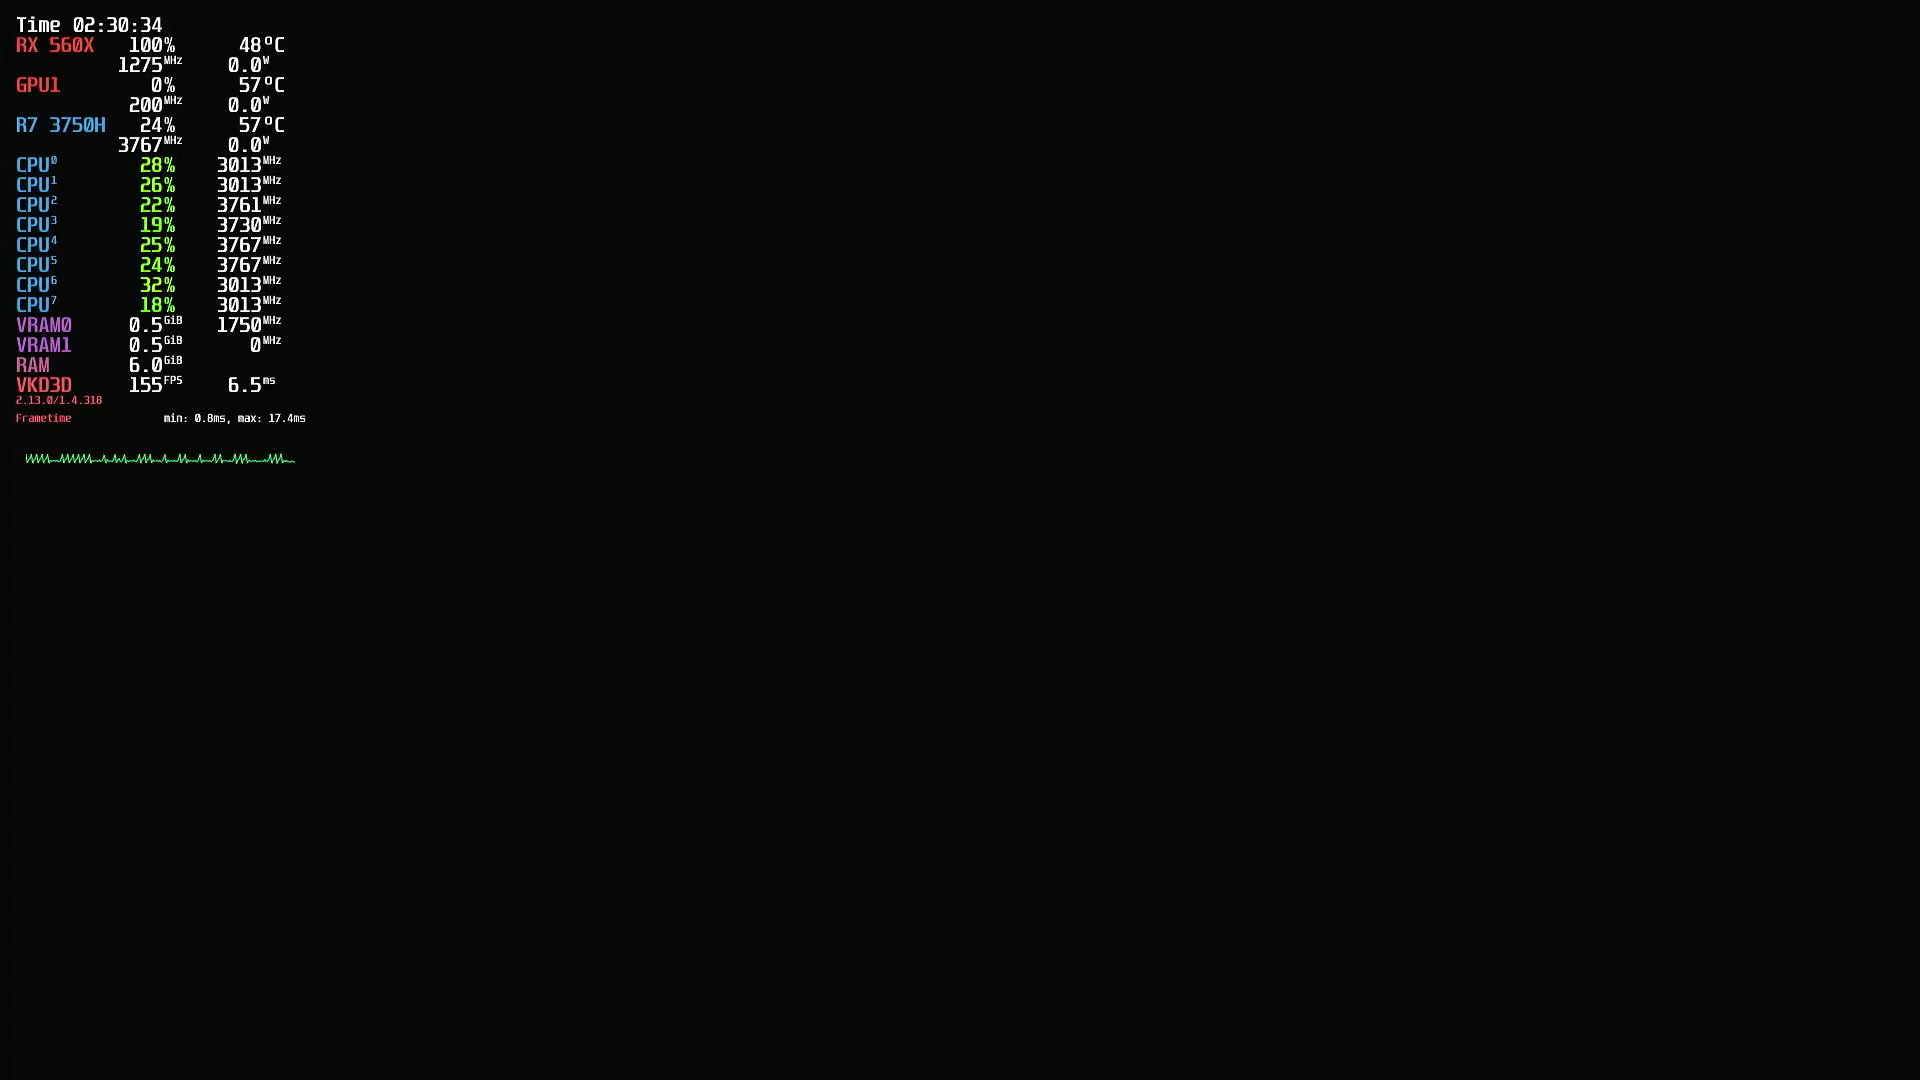 Time 02:30:34
RX 560X 100% 48°C
1275MHz 0.0W
GPU1 0% 57°C
200MHz 0.0W
R7 3750H 24% 57°C
3767MHz 0.0W
CPU0 28% 3013MHz
CPU1 26% 3013MHz
CPU2 22% 3761MHz
CPU3 19% 3730MHz
CPU4 25% 3767MHz
CPU5 24% 3767MHz
CPU6 32% 3013MHz
CPU7 18% 3013MHz
VRAM0 0.5GiB 1750MHz
VRAM1 0.5GiB 0MHz
RAM 6.0GiB
VKD3D 155FPS 6.5ms
2.13.0/1.4.318
Frametime min: 0.8ms, max: 17.4ms